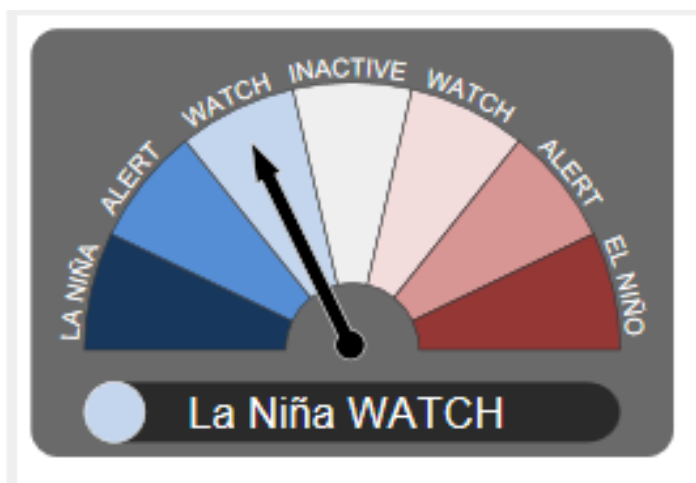 LA NIÑA
ALERT
WATCH
INACTIVE
WATCH
ALERT
EL NIÑO
La Niña WATCH